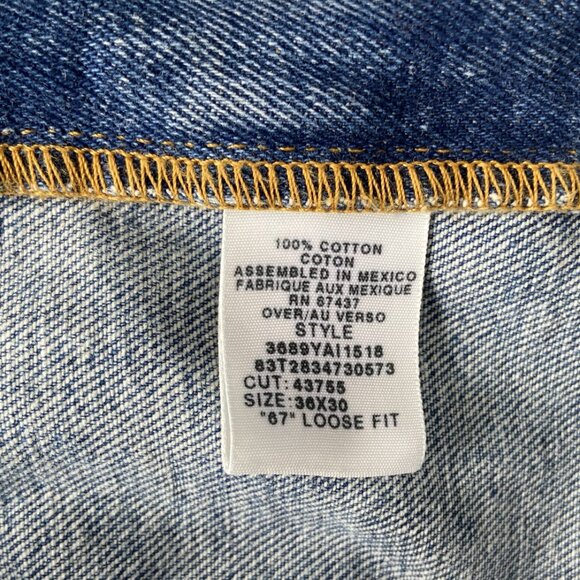 100% COTTON
COTON
ASSEMBLED IN MEXICO
FABRIQUE AUX MEXIQUE
RN 67437
OVER/AU VERSO
STYLE
3689YAI1518
83T2834730573
CUT: 43755
SIZE: 36X30
"67" LOOSE FIT